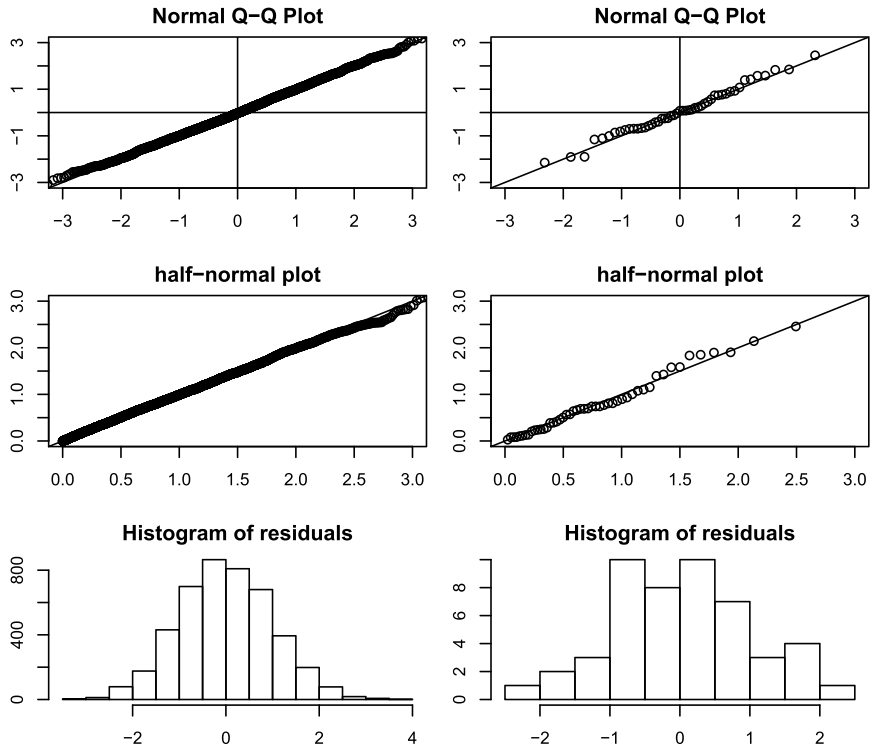 Normal Q−Q Plot
3
1
−1
−3
−3 −2 −1 0 1 2 3
Normal Q−Q Plot
3
1
−1
−3
−3 −2 −1 0 1 2 3
half−normal plot
3.0
2.0
1.0
0.0
0.0 0.5 1.0 1.5 2.0 2.5 3.0
half−normal plot
3.0
2.0
1.0
0.0
0.0 0.5 1.0 1.5 2.0 2.5 3.0
Histogram of residuals
800
400
0
−2 0 2 4
Histogram of residuals
8
6
4
2
0
−2 −1 0 1 2